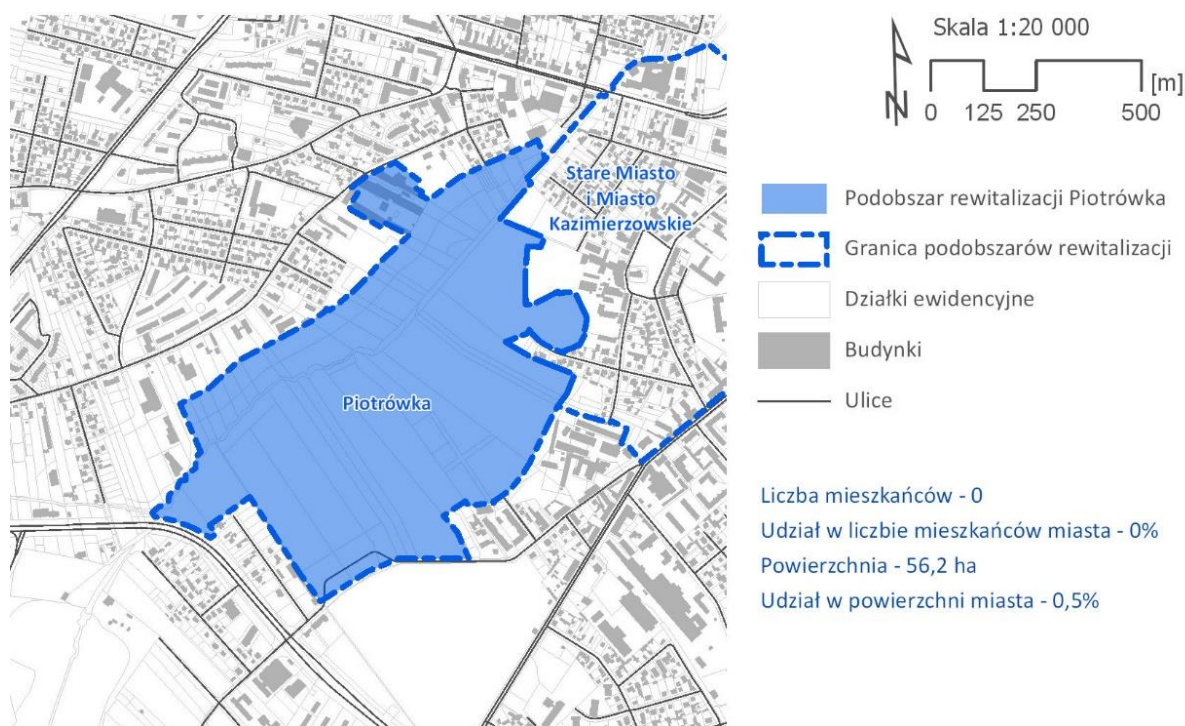 Stare Miasto
i Miasto
Kazimierzowskie
Piotrówka
Skala 1:20 000
N
0 125 250 500 [m]
Podobszar rewitalizacji Piotrówka
Granica podobszarów rewitalizacji
Działki ewidencyjne
Budynki
Ulice
Liczba mieszkańców - 0
Udział w liczbie mieszkańców miasta - 0%
Powierzchnia - 56,2 ha
Udział w powierzchni miasta - 0,5%